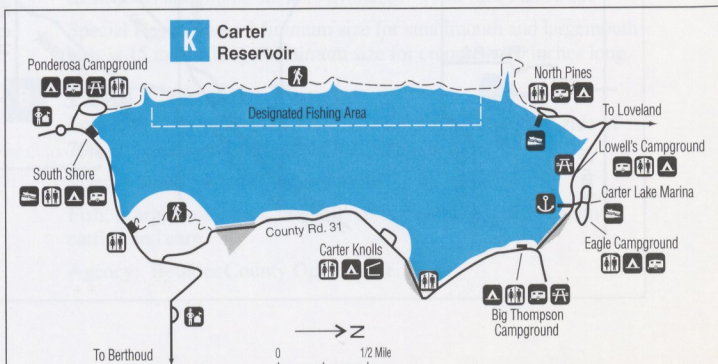 K
Carter
Reservoir
Ponderosa Campground
North Pines
To Loveland
Designated Fishing Area
Lowell's Campground
South Shore
Carter Lake Marina
County Rd. 31
Carter Knolls
Eagle Campground
Big Thompson
Campground
To Berthoud
N
0 1/2 Mile